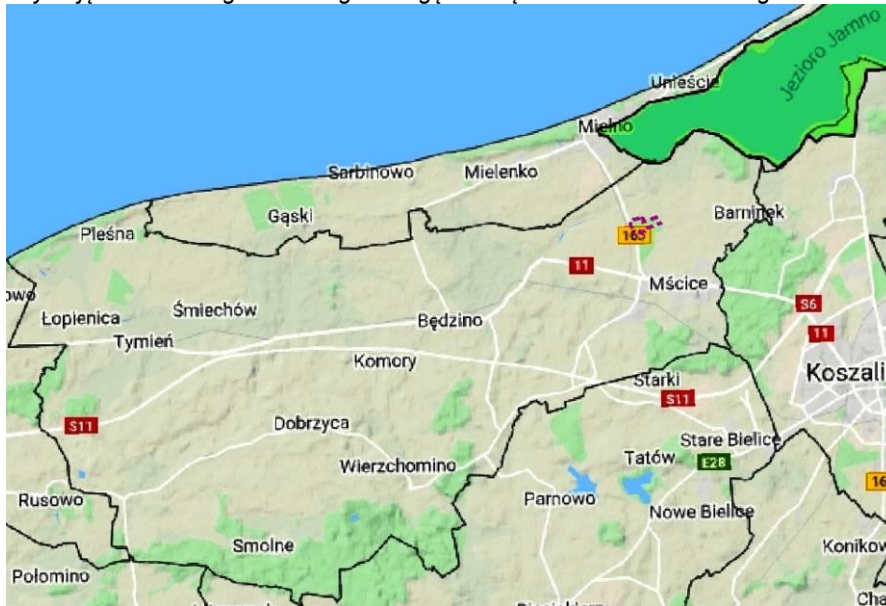 Jezioro Jamno
Unieście
Mielno
Sarbinowo
Mielenko
Gąski
Barninek
Pleśna
165
11
Mścice
S6
Łopienica
Śmiechów
Będzino
11
Tymień
Komory
Koszali
Starki
S11
S11
Dobrzyca
Stare Bielice
Wierzchomino
Tatów
E28
16
Rusowo
Parnowo
Nowe Bielice
Smolne
Konikow
Połomino
Cha